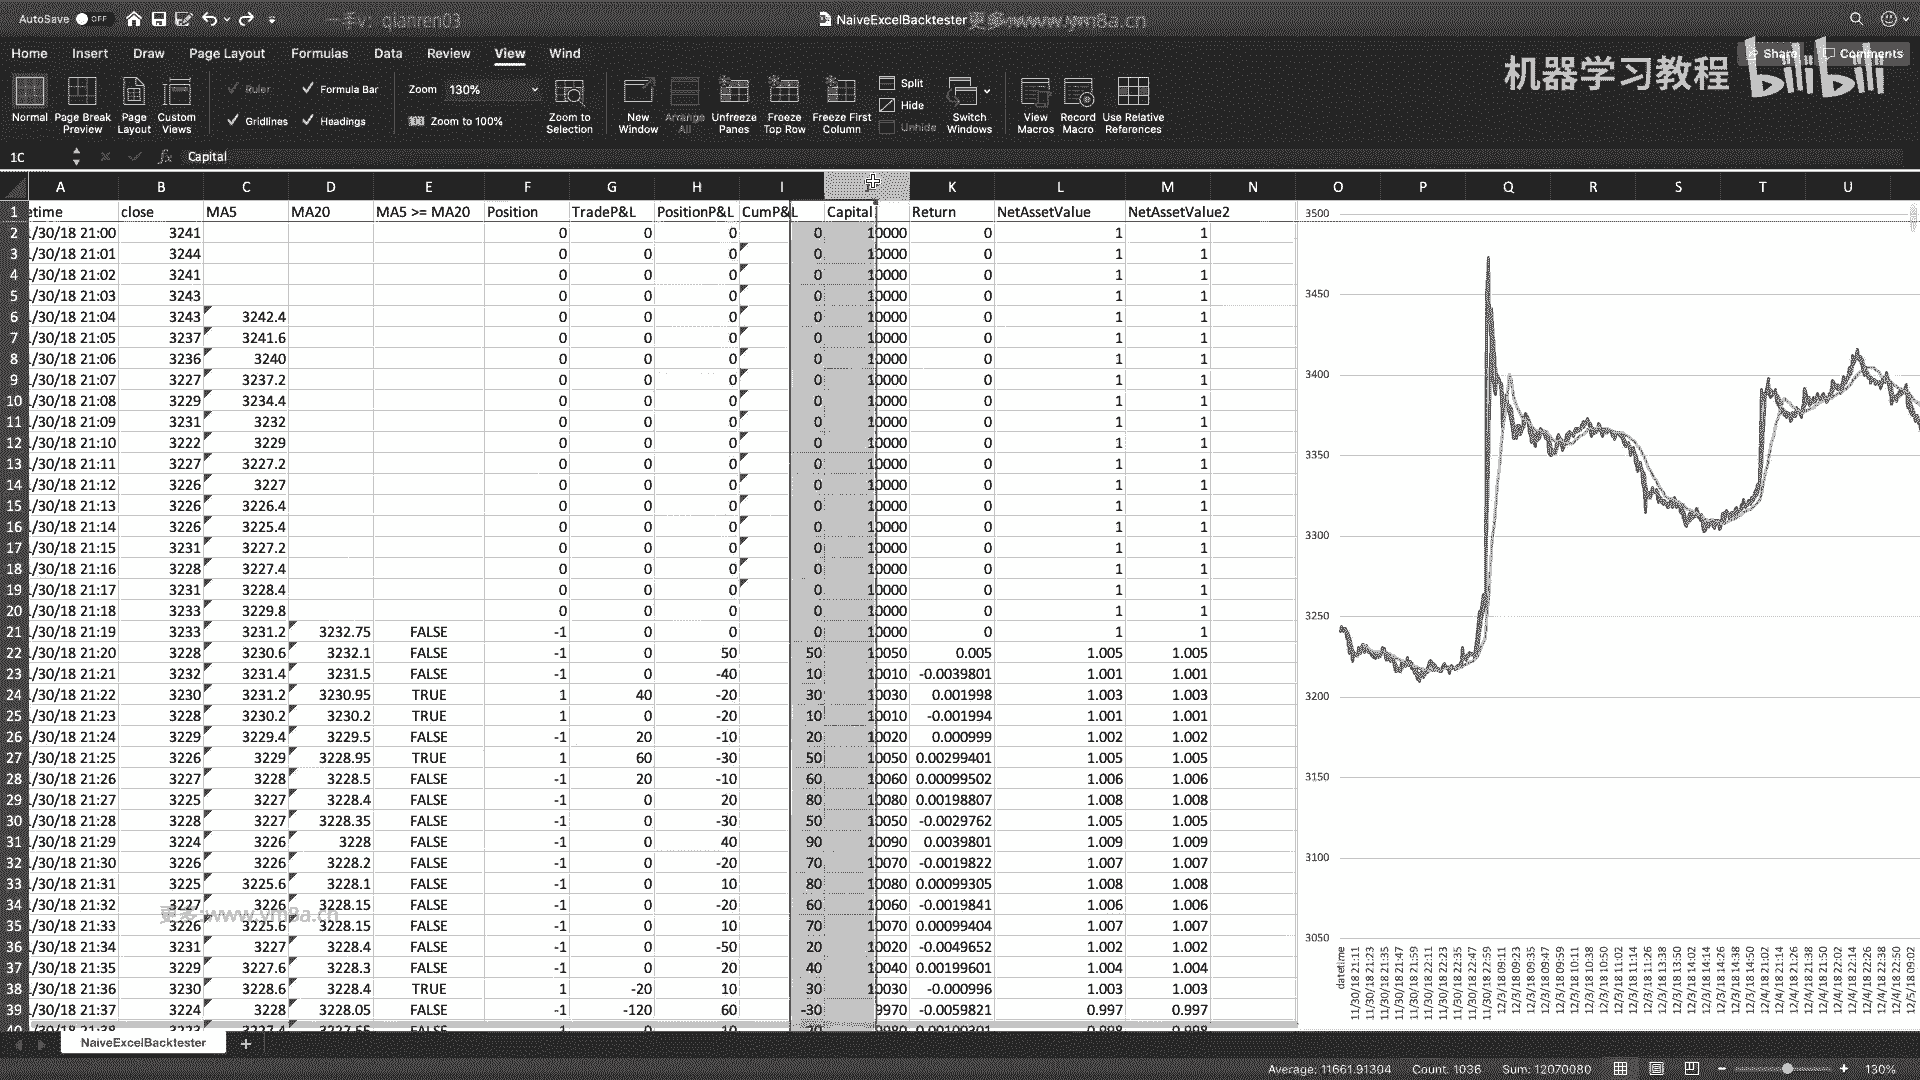 AutoSave OFF
一手v: qianren03
NaiveExcelBacktester
更多:www.ym8a.cn
Home Insert Draw Page Layout Formulas Data Review View Wind
Share Comments
机器学习教程 bilibili
Normal
Page Break Preview
Page Layout
Custom Views
Ruler
Formula Bar
Gridlines
Headings
Zoom 130%
Zoom to 100%
Zoom to Selection
New Window
Arrange All
Unfreeze Panes
Freeze Top Row
Freeze First Column
Split
Hide
Unhide
Switch Windows
View Macros
Record Macro
Use Relative References
1C fx Capital
A B C D E F G H I K L M N O P Q R S T U
1 etime close MA5 MA20 MA5 >= MA20 Position TradeP&L PositionP&L CumP&L Capital Return NetAssetValue NetAssetValue2
2 /30/18 21:00 3241 0 0 0 0 10000 0 1 1
3 /30/18 21:01 3244 0 0 0 0 10000 0 1 1
4 /30/18 21:02 3241 0 0 0 0 10000 0 1 1
5 /30/18 21:03 3243 0 0 0 0 10000 0 1 1
6 /30/18 21:04 3243 3242.4 0 0 0 0 10000 0 1 1
7 /30/18 21:05 3237 3241.6 0 0 0 0 10000 0 1 1
8 /30/18 21:06 3236 3240 0 0 0 0 10000 0 1 1
9 /30/18 21:07 3227 3237.2 0 0 0 0 10000 0 1 1
10 /30/18 21:08 3229 3234.4 0 0 0 0 10000 0 1 1
11 /30/18 21:09 3231 3232 0 0 0 0 10000 0 1 1
12 /30/18 21:10 3222 3229 0 0 0 0 10000 0 1 1
13 /30/18 21:11 3227 3227.2 0 0 0 0 10000 0 1 1
14 /30/18 21:12 3226 3227 0 0 0 0 10000 0 1 1
15 /30/18 21:13 3226 3226.4 0 0 0 0 10000 0 1 1
16 /30/18 21:14 3226 3225.4 0 0 0 0 10000 0 1 1
17 /30/18 21:15 3231 3227.2 0 0 0 0 10000 0 1 1
18 /30/18 21:16 3228 3227.4 0 0 0 0 10000 0 1 1
19 /30/18 21:17 3231 3228.4 0 0 0 0 10000 0 1 1
20 /30/18 21:18 3233 3229.8 0 0 0 0 10000 0 1 1
21 /30/18 21:19 3233 3231.2 3232.75 FALSE -1 0 0 0 10000 0 1 1
22 /30/18 21:20 3228 3230.6 3232.1 FALSE -1 0 50 50 10050 0.005 1.005 1.005
23 /30/18 21:21 3232 3231.4 3231.5 FALSE -1 0 -40 10 10010 -0.0039801 1.001 1.001
24 /30/18 21:22 3230 3231.2 3230.95 TRUE 1 40 -20 30 10030 0.001998 1.003 1.003
25 /30/18 21:23 3228 3230.2 3230.2 TRUE 1 0 -20 10 10010 -0.001994 1.001 1.001
26 /30/18 21:24 3229 3229.4 3229.5 FALSE -1 20 -10 20 10020 0.000999 1.002 1.002
27 /30/18 21:25 3226 3229 3228.95 TRUE 1 60 -30 50 10050 0.00299401 1.005 1.005
28 /30/18 21:26 3227 3228 3228.5 FALSE -1 20 -10 60 10060 0.00099502 1.006 1.006
29 /30/18 21:27 3225 3227 3228.4 FALSE -1 0 20 80 10080 0.00198807 1.008 1.008
30 /30/18 21:28 3228 3227 3228.35 FALSE -1 0 -30 50 10050 -0.0029762 1.005 1.005
31 /30/18 21:29 3224 3226 3228 FALSE -1 0 40 90 10090 0.0039801 1.009 1.009
32 /30/18 21:30 3226 3226 3228.2 FALSE -1 0 -20 70 10070 -0.0019822 1.007 1.007
33 /30/18 21:31 3225 3225.6 3228.1 FALSE -1 0 10 80 10080 0.00099305 1.008 1.008
34 /30/18 21:32 3227 3226 3228.15 FALSE -1 0 -20 60 10060 -0.0019841 1.006 1.006
更多:www.ym8a.cn
35 /30/18 21:33 3226 3225.6 3228.15 FALSE -1 0 10 70 10070 0.00099404 1.007 1.007
36 /30/18 21:34 3231 3227 3228.4 FALSE -1 0 -50 20 10020 -0.0049652 1.002 1.002
37 /30/18 21:35 3229 3227.6 3228.3 FALSE -1 0 20 40 10040 0.00199601 1.004 1.004
38 /30/18 21:36 3230 3228.6 3228.4 TRUE 1 -20 10 30 10030 -0.000996 1.003 1.003
39 /30/18 21:37 3224 3228 3228.05 FALSE -1 -120 60 -30 9970 -0.0059821 0.997 0.997
3500
3450
3400
3350
3300
3250
3200
3150
3100
3050
datetime
11/30/18 21:11
11/30/18 21:23
11/30/18 21:35
11/30/18 21:47
11/30/18 21:59
11/30/18 22:11
11/30/18 22:23
11/30/18 22:35
11/30/18 22:47
11/30/18 22:59
12/3/18 09:11
12/3/18 09:23
12/3/18 09:35
12/3/18 09:47
12/3/18 09:59
12/3/18 10:11
12/3/18 10:38
12/3/18 10:50
12/3/18 11:02
12/3/18 11:14
12/3/18 11:26
12/3/18 13:38
12/3/18 13:50
12/3/18 14:02
12/3/18 14:14
12/3/18 14:26
12/3/18 14:38
12/3/18 14:50
12/4/18 21:02
12/4/18 21:14
12/4/18 21:26
12/4/18 21:38
12/4/18 21:50
12/4/18 22:02
12/4/18 22:14
12/4/18 22:26
12/4/18 22:38
12/4/18 22:50
12/5/18 09:02
NaiveExcelBacktester
Average: 11661.91304 Count: 1036 Sum: 12070080 130%